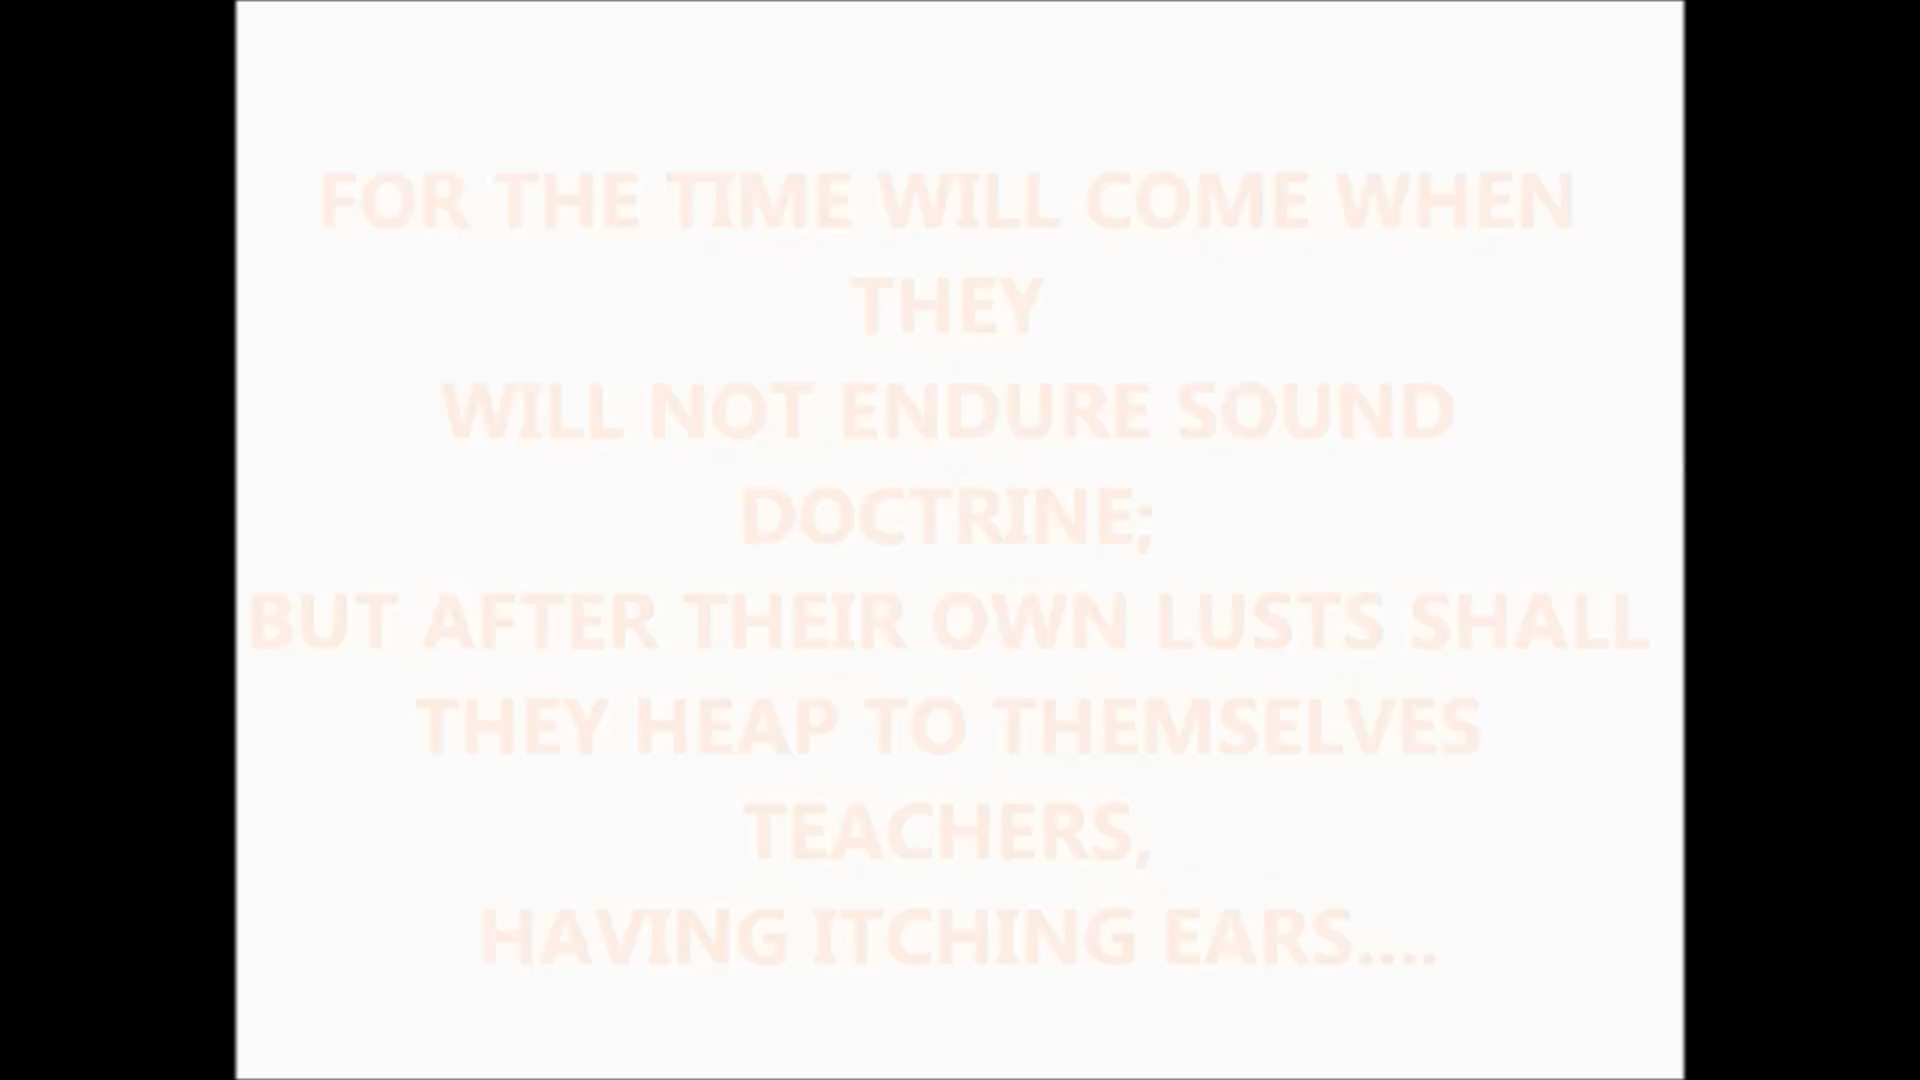 FOR THE TIME WILL COME WHEN
THEY
WILL NOT ENDURE SOUND
DOCTRINE;
BUT AFTER THEIR OWN LUSTS SHALL
THEY HEAP TO THEMSELVES
TEACHERS,
HAVING ITCHING EARS....